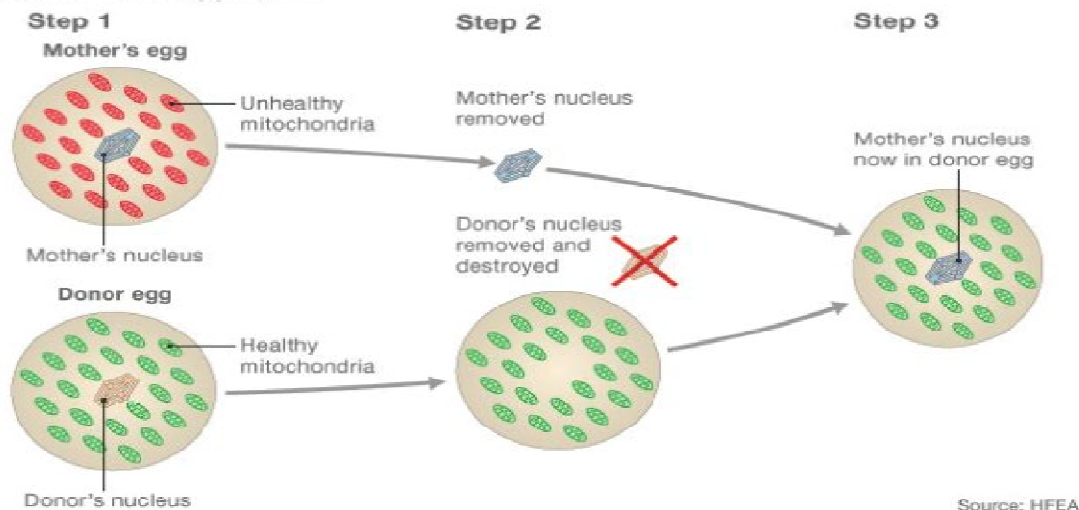 Step 1
Step 2
Step 3
Mother's egg
Unhealthy
mitochondria
Mother's nucleus
removed
Mother's nucleus
now in donor egg
Mother's nucleus
Donor's nucleus
removed and
destroyed
Donor egg
Healthy
mitochondria
Donor's nucleus
Source: HFEA